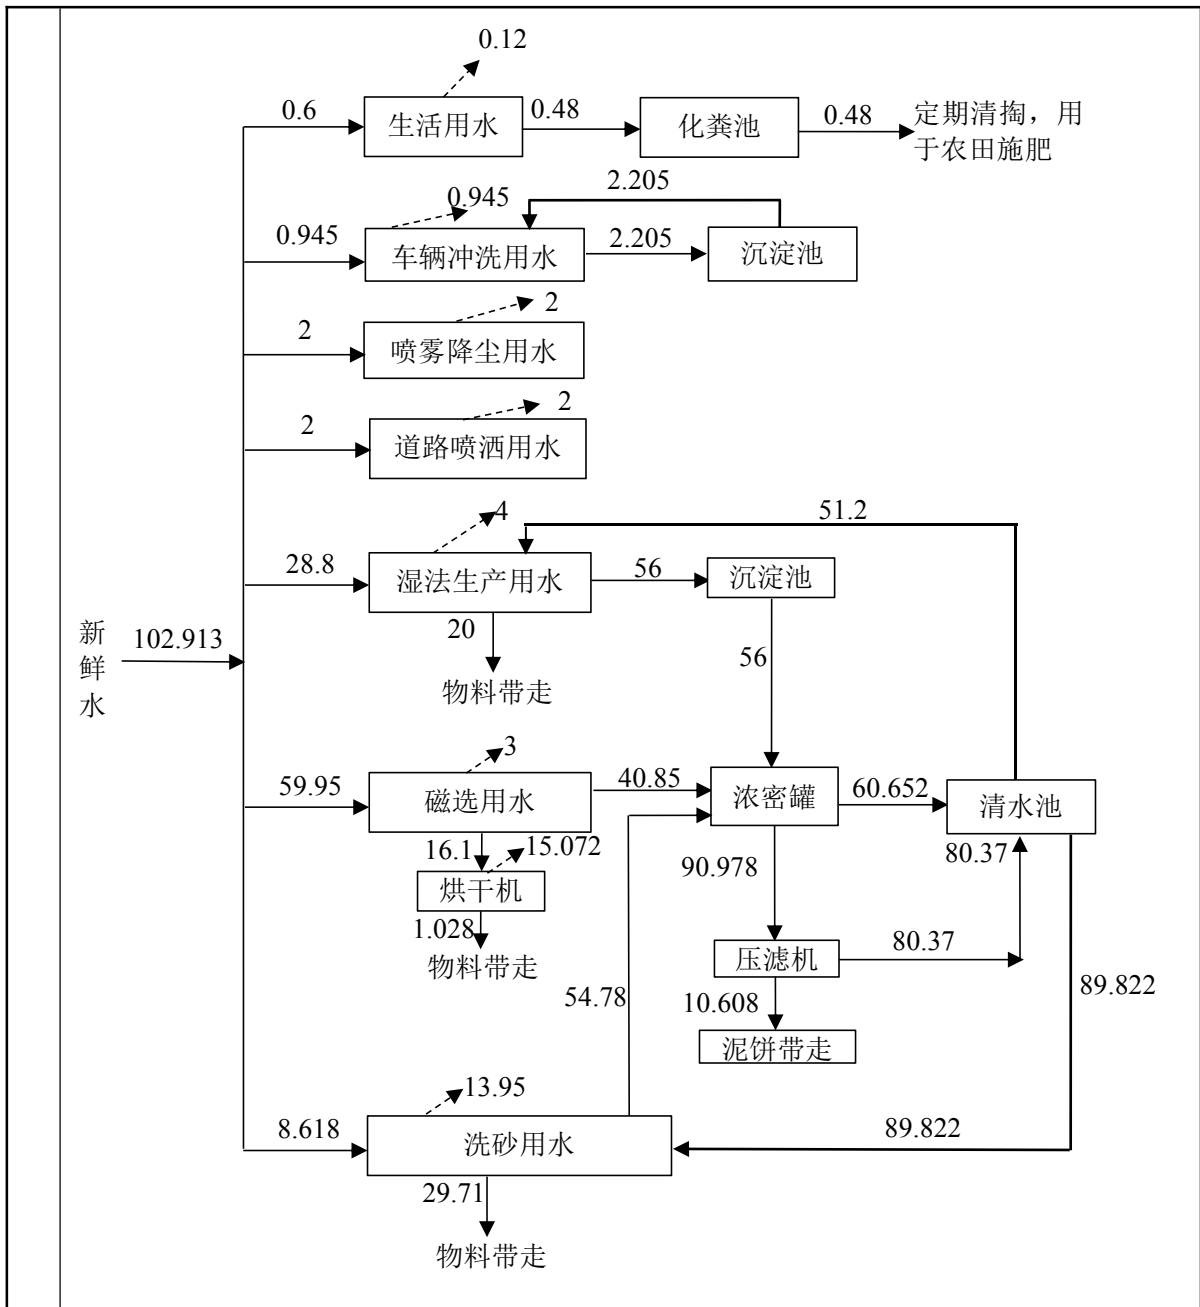 0.12
0.6
生活用水
0.48
化粪池
0.48
定期清掏，用
于农田施肥
2.205
0.945
0.945
车辆冲洗用水
2.205
沉淀池
2
2
喷雾降尘用水
2
2
道路喷洒用水
51.2
4
28.8
湿法生产用水
56
沉淀池
新
鲜
水
102.913
20
物料带走
56
3
59.95
磁选用水
40.85
浓密罐
60.652
清水池
16.1
15.072
烘干机
1.028
物料带走
90.978
80.37
压滤机
80.37
54.78
10.608
泥饼带走
89.822
13.95
8.618
洗砂用水
89.822
29.71
物料带走